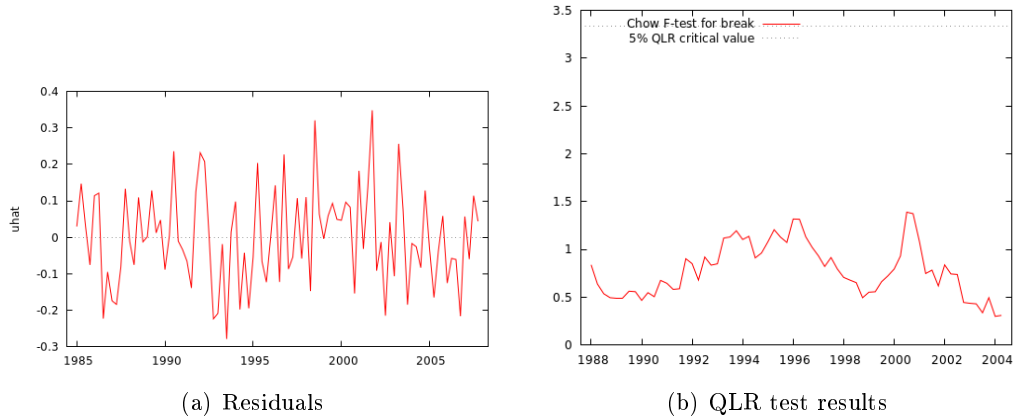 0.4
0.3
0.2
0.1
0
-0.1
-0.2
-0.3
uhat
1985 1990 1995 2000 2005
(a) Residuals
3.5
3
2.5
2
1.5
1
0.5
0
Chow F-test for break
5% QLR critical value
1988 1990 1992 1994 1996 1998 2000 2002 2004
(b) QLR test results